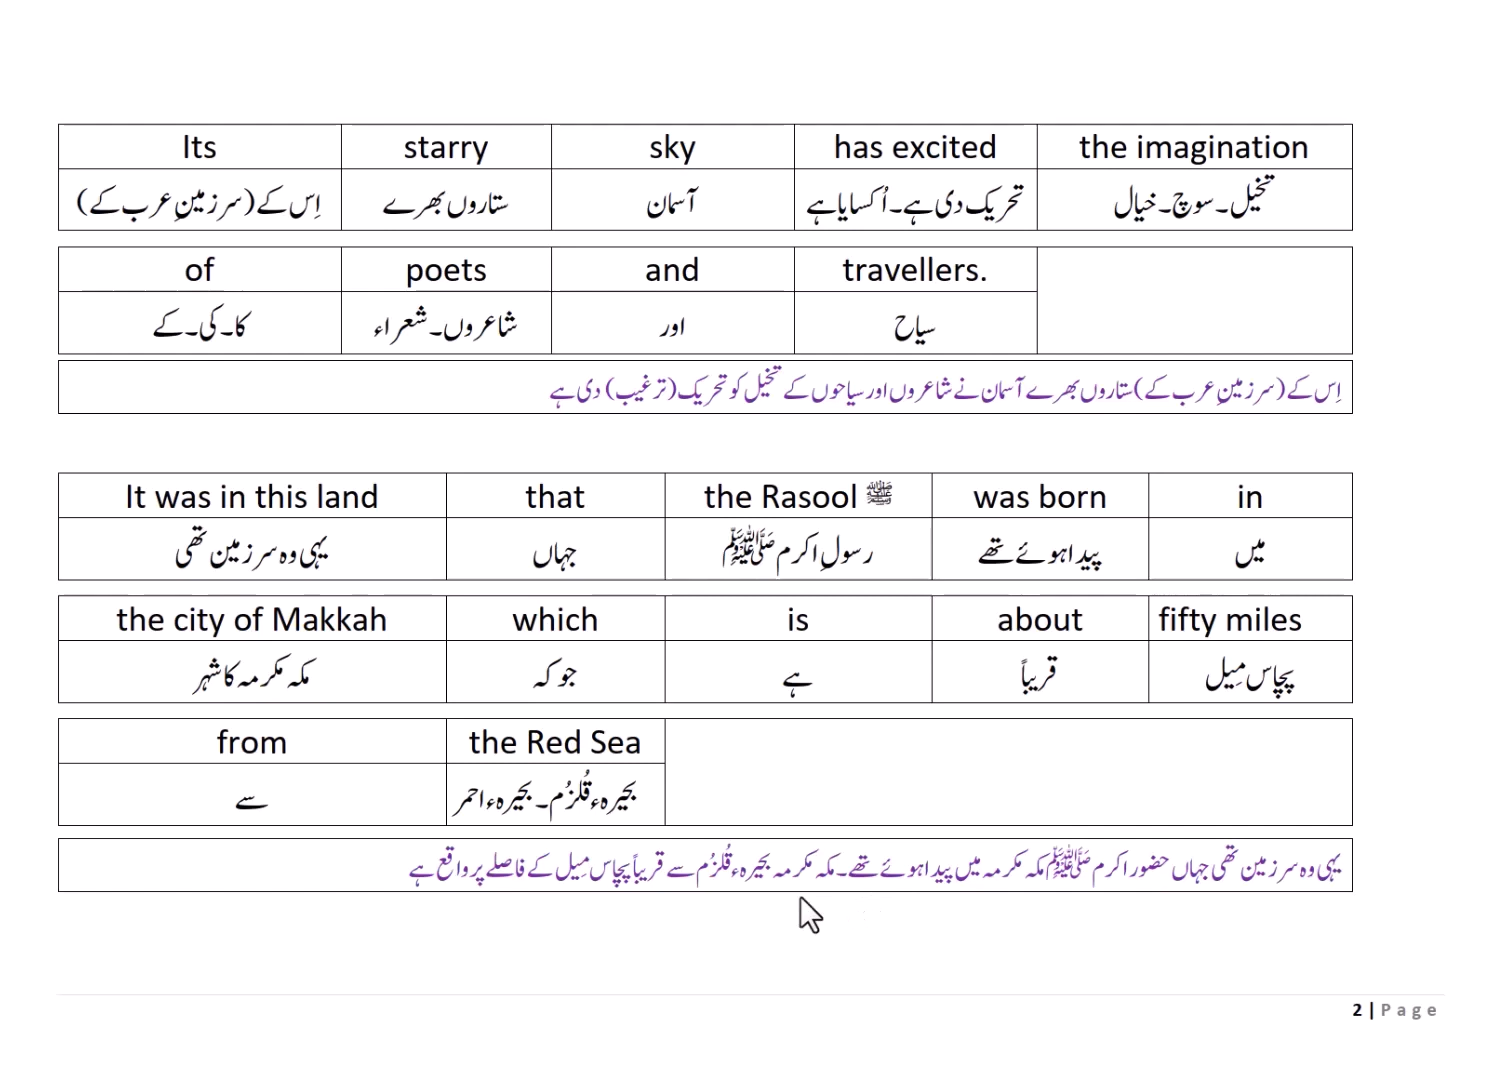 Its starry sky has excited the imagination
اِس کے (سرزمینِ عرب کے) ستاروں بھرے آسمان تحریک دی ہے۔اُکسایا ہے تخیل۔سوچ۔خیال
of poets and travellers.
کا۔کی۔کے شاعروں۔شعراء اور سیاح
اِس کے (سرزمینِ عرب کے) ستاروں بھرے آسمان نے شاعروں اور سیاحوں کے تخیل کو تحریک (ترغیب) دی ہے
It was in this land that the Rasool ﷺ was born in
یہی وہ سرزمین تھی جہاں رسولِ اکرم ﷺ پیدا ہوئے تھے میں
the city of Makkah which is about fifty miles
مکہ مکرمہ کا شہر جو کہ ہے قریباً پچاس مِیل
from the Red Sea
سے بحیرہء قُلزُم۔ بحیرہء احمر
یہی وہ سرزمین تھی جہاں حضور اکرم ﷺ مکہ مکرمہ میں پیدا ہوئے تھے۔مکہ مکرمہ بحیرہء قُلزُم سے قریباً پچاس مِیل کے فاصلے پر واقع ہے
2 | Page